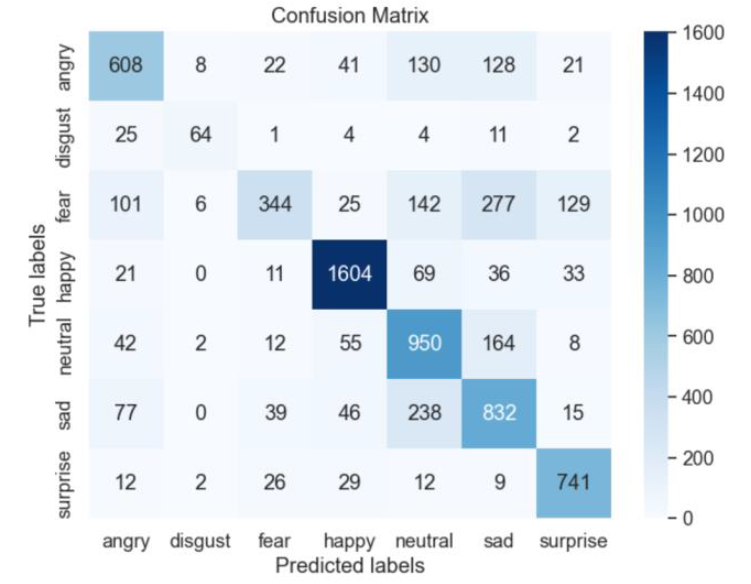 Confusion Matrix
True labels
angry 608 8 22 41 130 128 21
disgust 25 64 1 4 4 11 2
fear 101 6 344 25 142 277 129
happy 21 0 11 1604 69 36 33
neutral 42 2 12 55 950 164 8
sad 77 0 39 46 238 832 15
surprise 12 2 26 29 12 9 741
angry disgust fear happy neutral sad surprise
Predicted labels
1600
1400
1200
1000
800
600
400
200
0